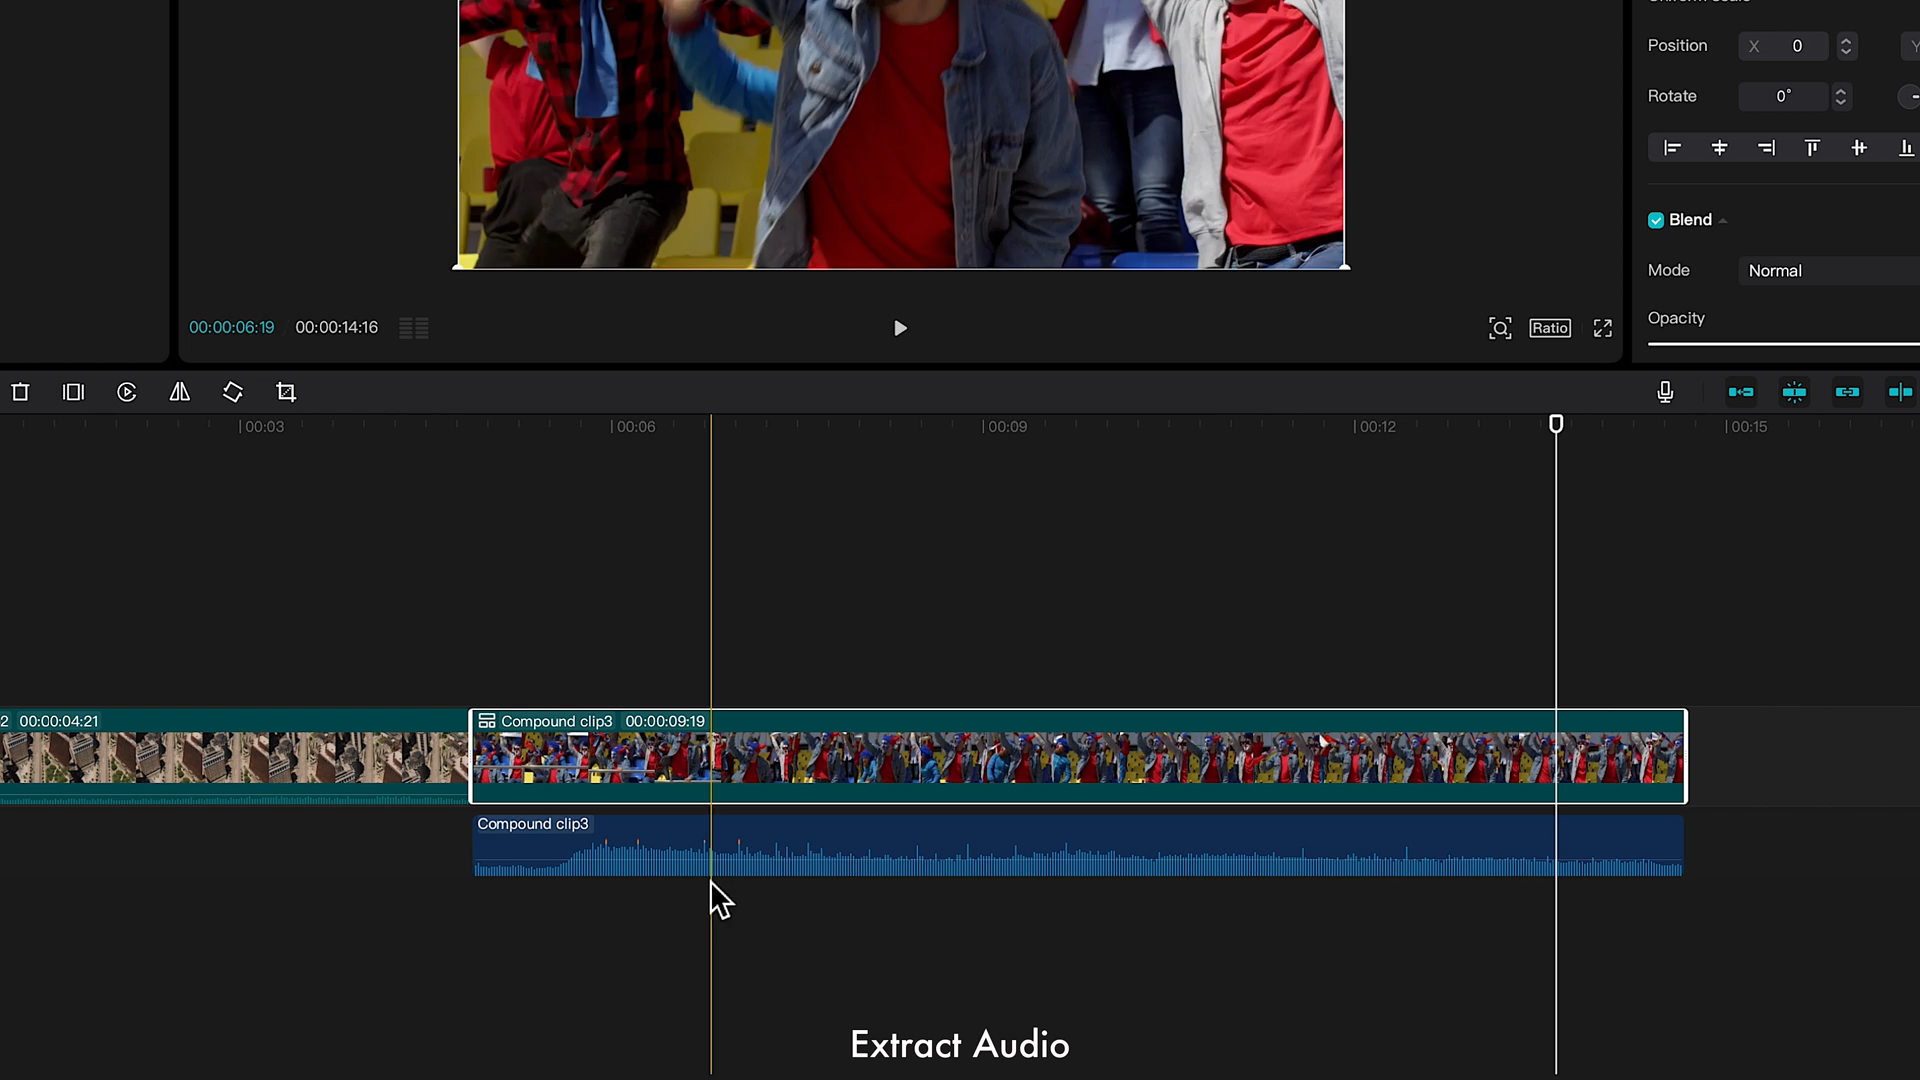 Position X 0
Rotate 0°
Blend
Mode Normal
Opacity
00:00:06:19 00:00:14:16
Ratio
00:03 00:06 00:09 00:12 00:15
2 00:00:04:21 Compound clip3 00:00:09:19
Compound clip3
Extract Audio